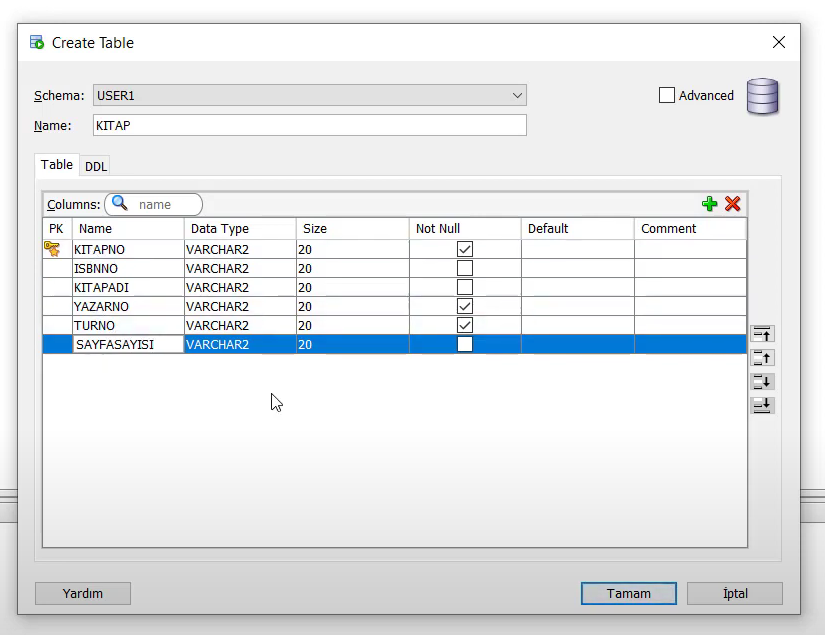 Create Table
Schema: USER1 Advanced
Name: KITAP
Table DDL
Columns: name
PK Name Data Type Size Not Null Default Comment
KITAPNO VARCHAR2 20
ISBNNO VARCHAR2 20
KITAPADI VARCHAR2 20
YAZARNO VARCHAR2 20
TURNO VARCHAR2 20
SAYFASAYISI VARCHAR2 20
Yardım Tamam İptal